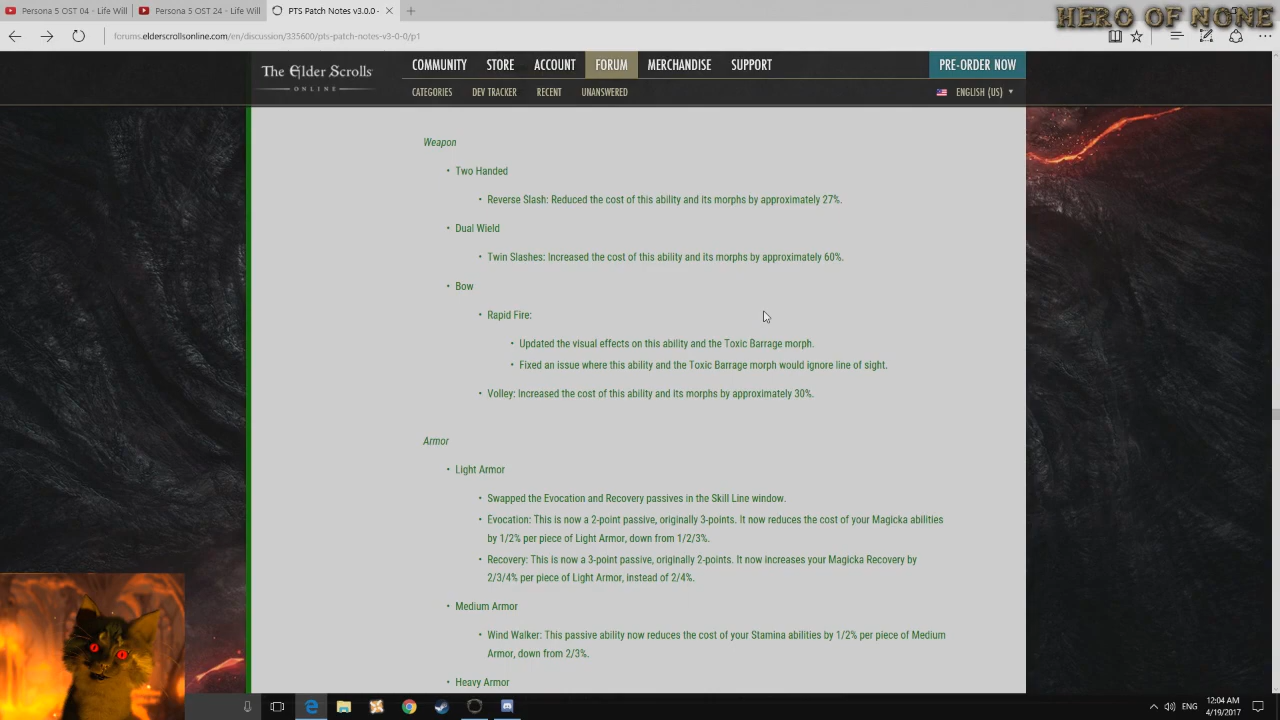 Persona 5 OST 04 - Life Will
Persona 5 OST 24 - Life Will
PTS Patch Notes v3.0.0 -
HERO OF NONE
forums.elderscrollsonline.com/en/discussion/335600/pts-patch-notes-v3-0-0/p1
The Elder Scrolls
ONLINE
COMMUNITY STORE ACCOUNT FORUM MERCHANDISE SUPPORT PRE-ORDER NOW
CATEGORIES DEV TRACKER RECENT UNANSWERED ENGLISH (US)
Weapon
• Two Handed
• Reverse Slash: Reduced the cost of this ability and its morphs by approximately 27%.
• Dual Wield
• Twin Slashes: Increased the cost of this ability and its morphs by approximately 60%.
• Bow
• Rapid Fire:
• Updated the visual effects on this ability and the Toxic Barrage morph.
• Fixed an issue where this ability and the Toxic Barrage morph would ignore line of sight.
• Volley: Increased the cost of this ability and its morphs by approximately 30%.
Armor
• Light Armor
• Swapped the Evocation and Recovery passives in the Skill Line window.
• Evocation: This is now a 2-point passive, originally 3-points. It now reduces the cost of your Magicka abilities
by 1/2% per piece of Light Armor, down from 1/2/3%.
• Recovery: This is now a 3-point passive, originally 2-points. It now increases your Magicka Recovery by
2/3/4% per piece of Light Armor, instead of 2/4%.
• Medium Armor
• Wind Walker: This passive ability now reduces the cost of your Stamina abilities by 1/2% per piece of Medium
Armor, down from 2/3%.
• Heavy Armor
ENG
12:04 AM
4/19/2017